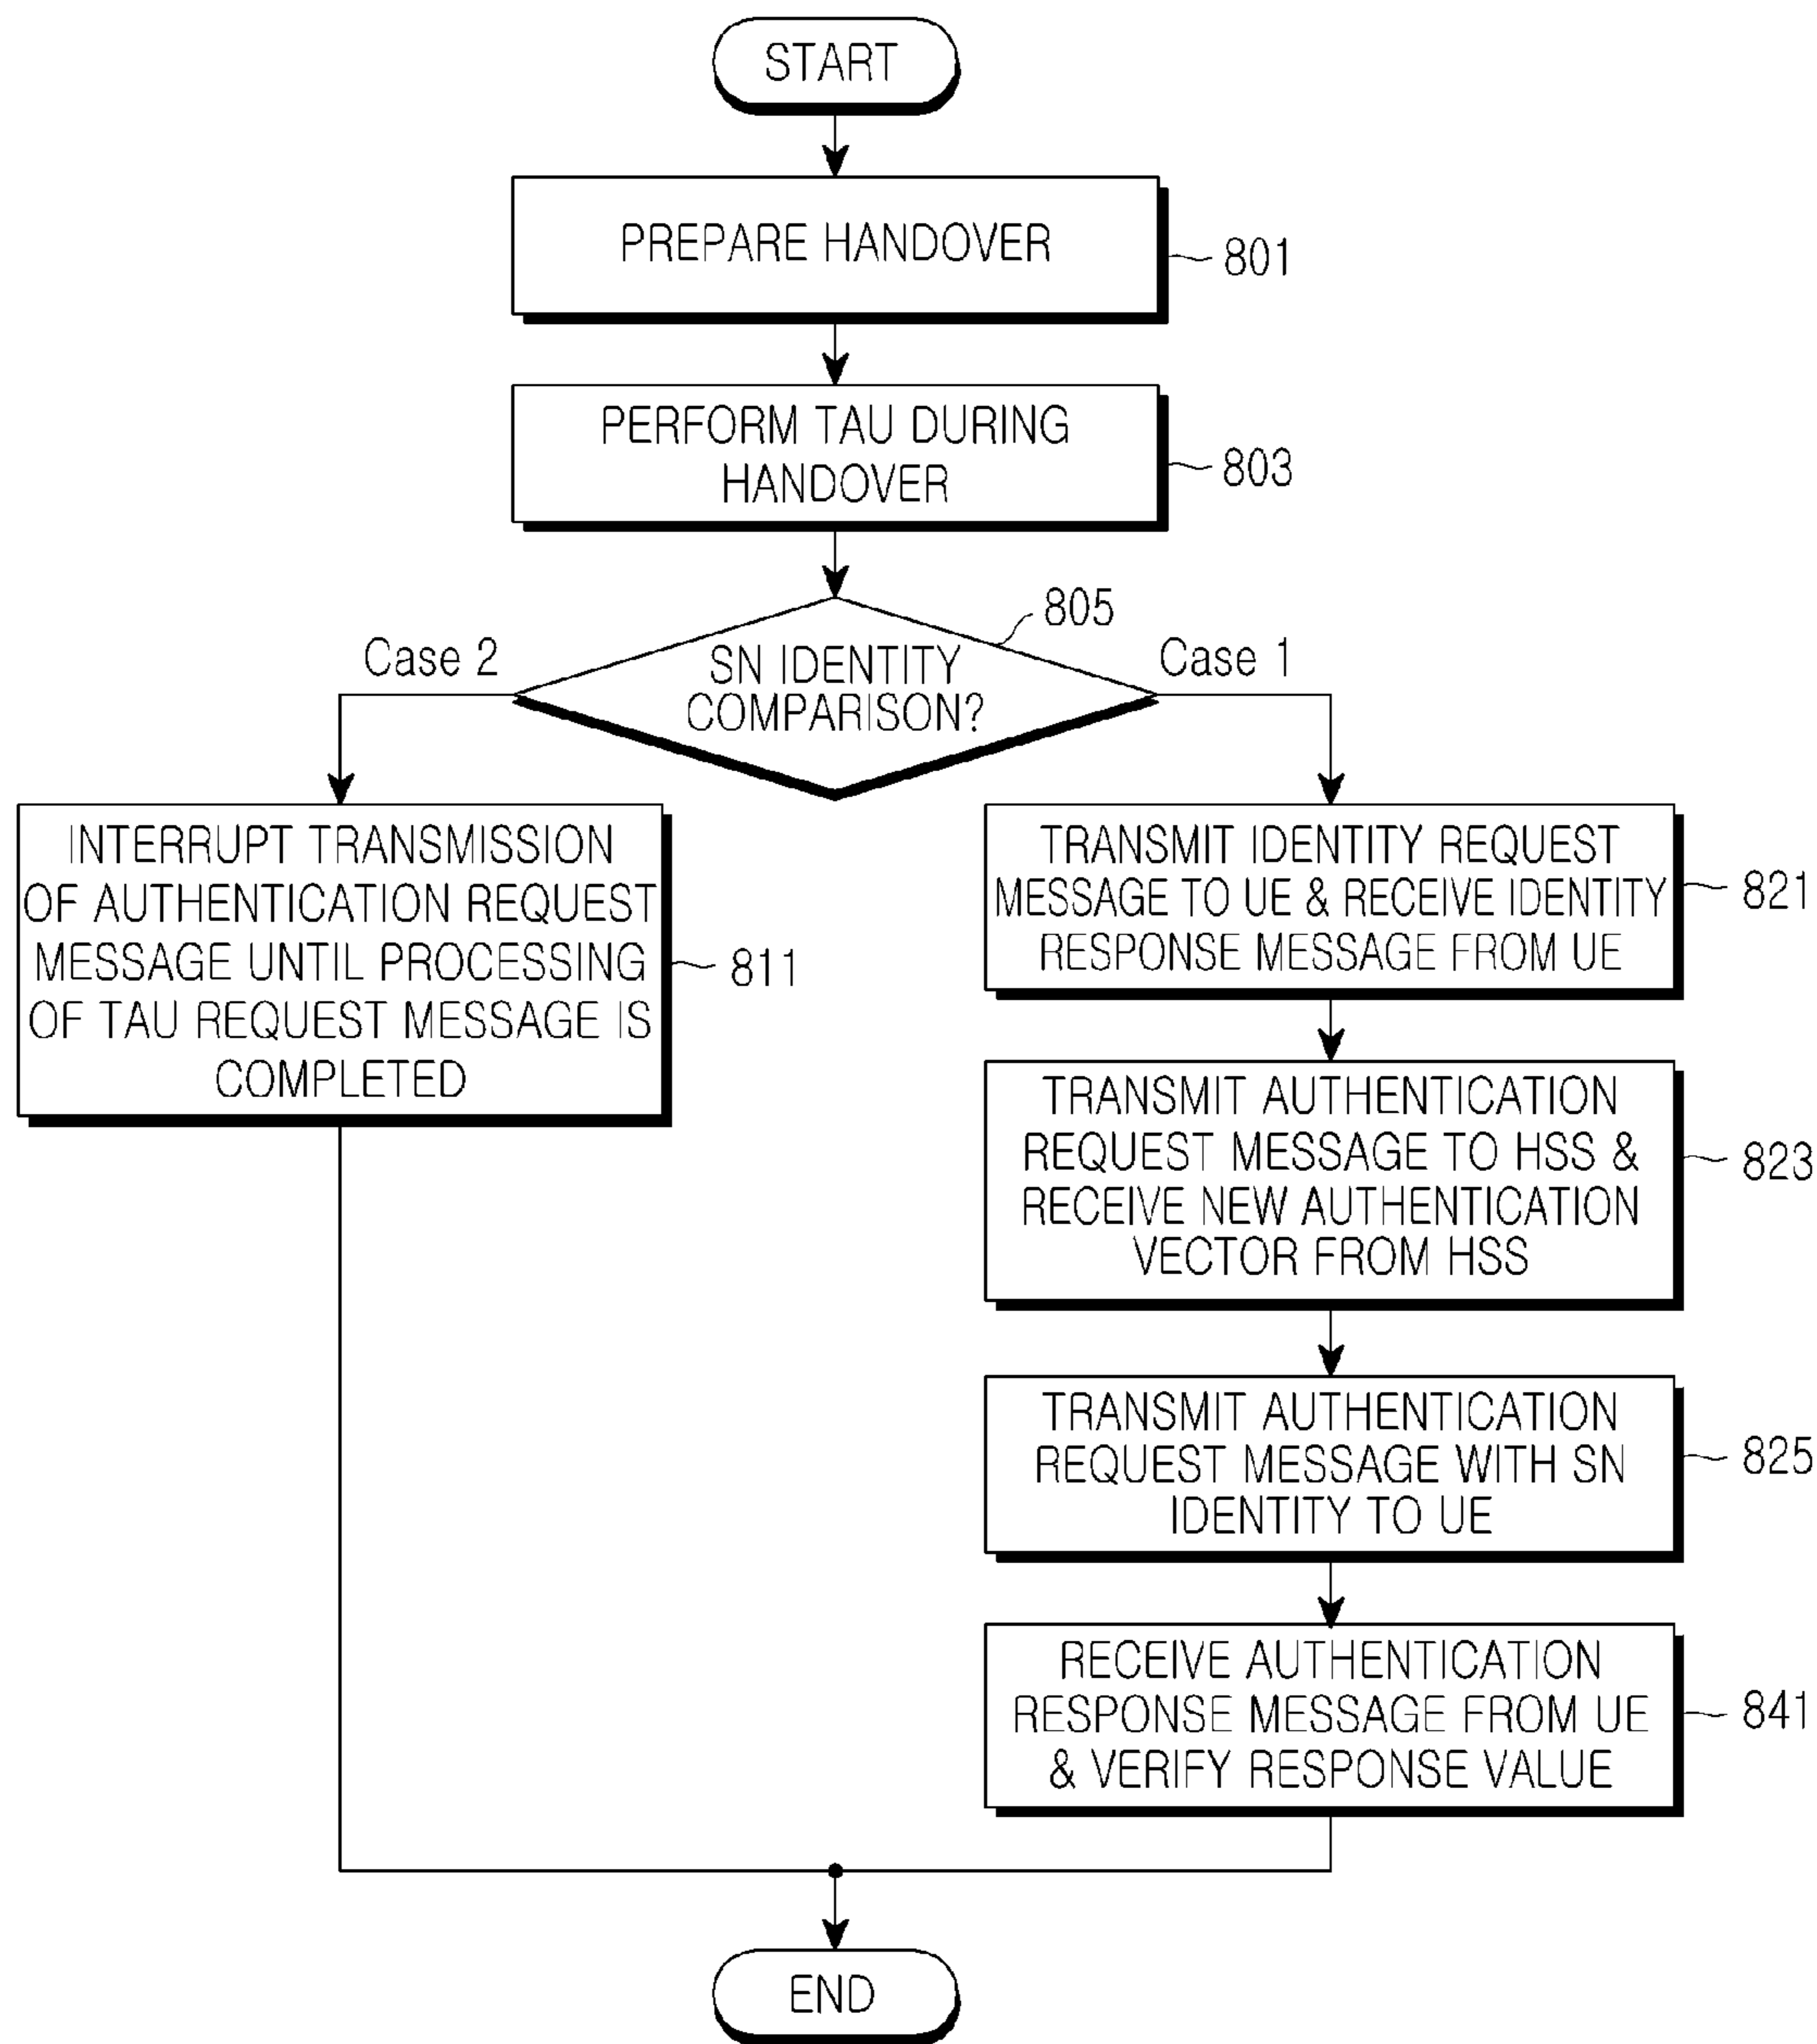 START
PREPARE HANDOVER
801
PERFORM TAU DURING
HANDOVER
803
805
SN IDENTITY
COMPARISON?
Case 2
Case 1
INTERRUPT TRANSMISSION
OF AUTHENTICATION REQUEST
MESSAGE UNTIL PROCESSING
OF TAU REQUEST MESSAGE IS
COMPLETED
811
TRANSMIT IDENTITY REQUEST
MESSAGE TO UE & RECEIVE IDENTITY
RESPONSE MESSAGE FROM UE
821
TRANSMIT AUTHENTICATION
REQUEST MESSAGE TO HSS &
RECEIVE NEW AUTHENTICATION
VECTOR FROM HSS
823
TRANSMIT AUTHENTICATION
REQUEST MESSAGE WITH SN
IDENTITY TO UE
825
RECEIVE AUTHENTICATION
RESPONSE MESSAGE FROM UE
& VERIFY RESPONSE VALUE
841
END